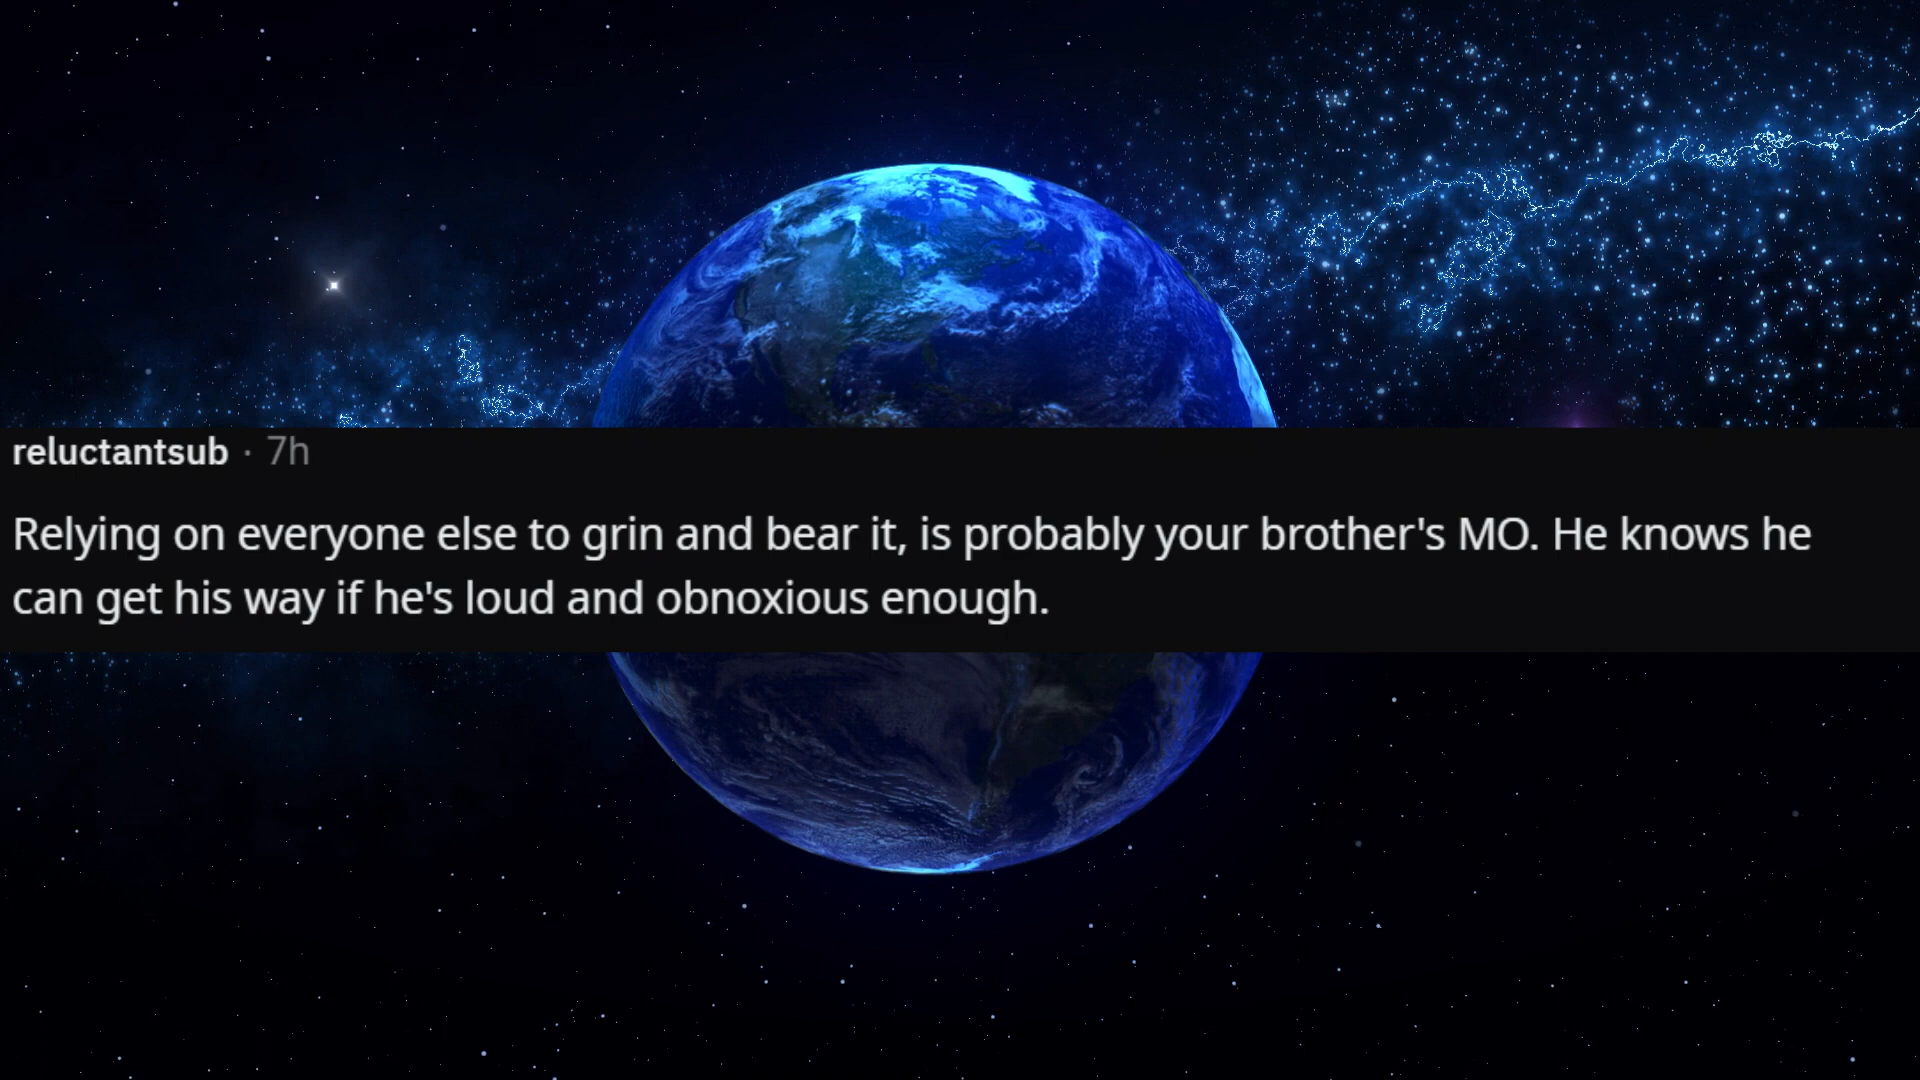 reluctantsub · 7h
Relying on everyone else to grin and bear it, is probably your brother's MO. He knows he
can get his way if he's loud and obnoxious enough.